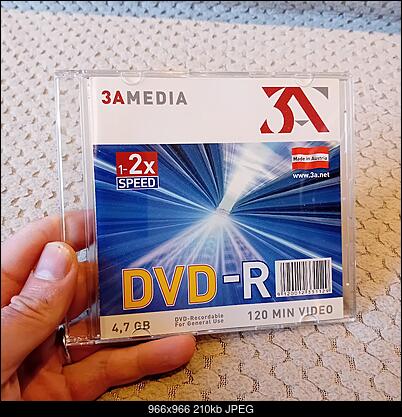 3AMEDIA
3A
1-2x
SPEED
Made in Austria
www.3a.net
DVD-R
4,7 GB
DVD-Recordable
For General Use
120 MIN VIDEO
966x966 210kb JPEG